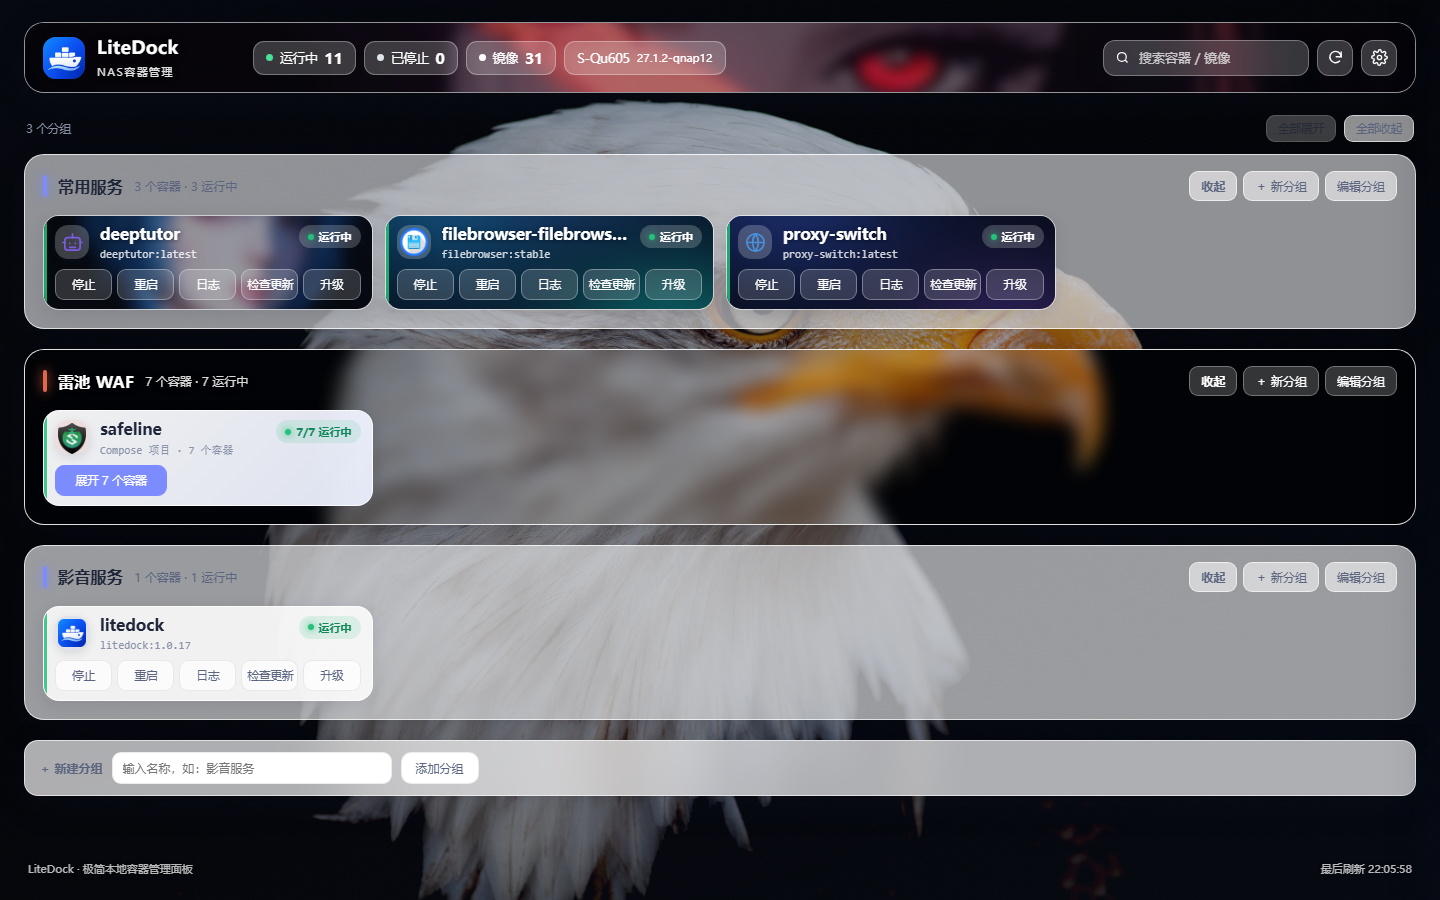 LiteDock
NAS容器管理
运行中 11
已停止 0
镜像 31
S-Qu605 27.1.2-qnap12
搜索容器 / 镜像
3 个分组
全部展开
全部收起
常用服务 3 个容器 · 3 运行中
收起
+ 新分组
编辑分组
deeptutor
运行中
deeptutor:latest
停止 重启 日志 检查更新 升级
filebrowser-filebrows...
运行中
filebrowser:stable
停止 重启 日志 检查更新 升级
proxy-switch
运行中
proxy-switch:latest
停止 重启 日志 检查更新 升级
雷池 WAF 7 个容器 · 7 运行中
收起
+ 新分组
编辑分组
safeline
7/7 运行中
Compose 项目 · 7 个容器
展开 7 个容器
影音服务 1 个容器 · 1 运行中
收起
+ 新分组
编辑分组
litedock
运行中
litedock:1.0.17
停止 重启 日志 检查更新 升级
+ 新建分组
输入名称，如：影音服务
添加分组
LiteDock · 极简本地容器管理面板
最后刷新 22:05:58